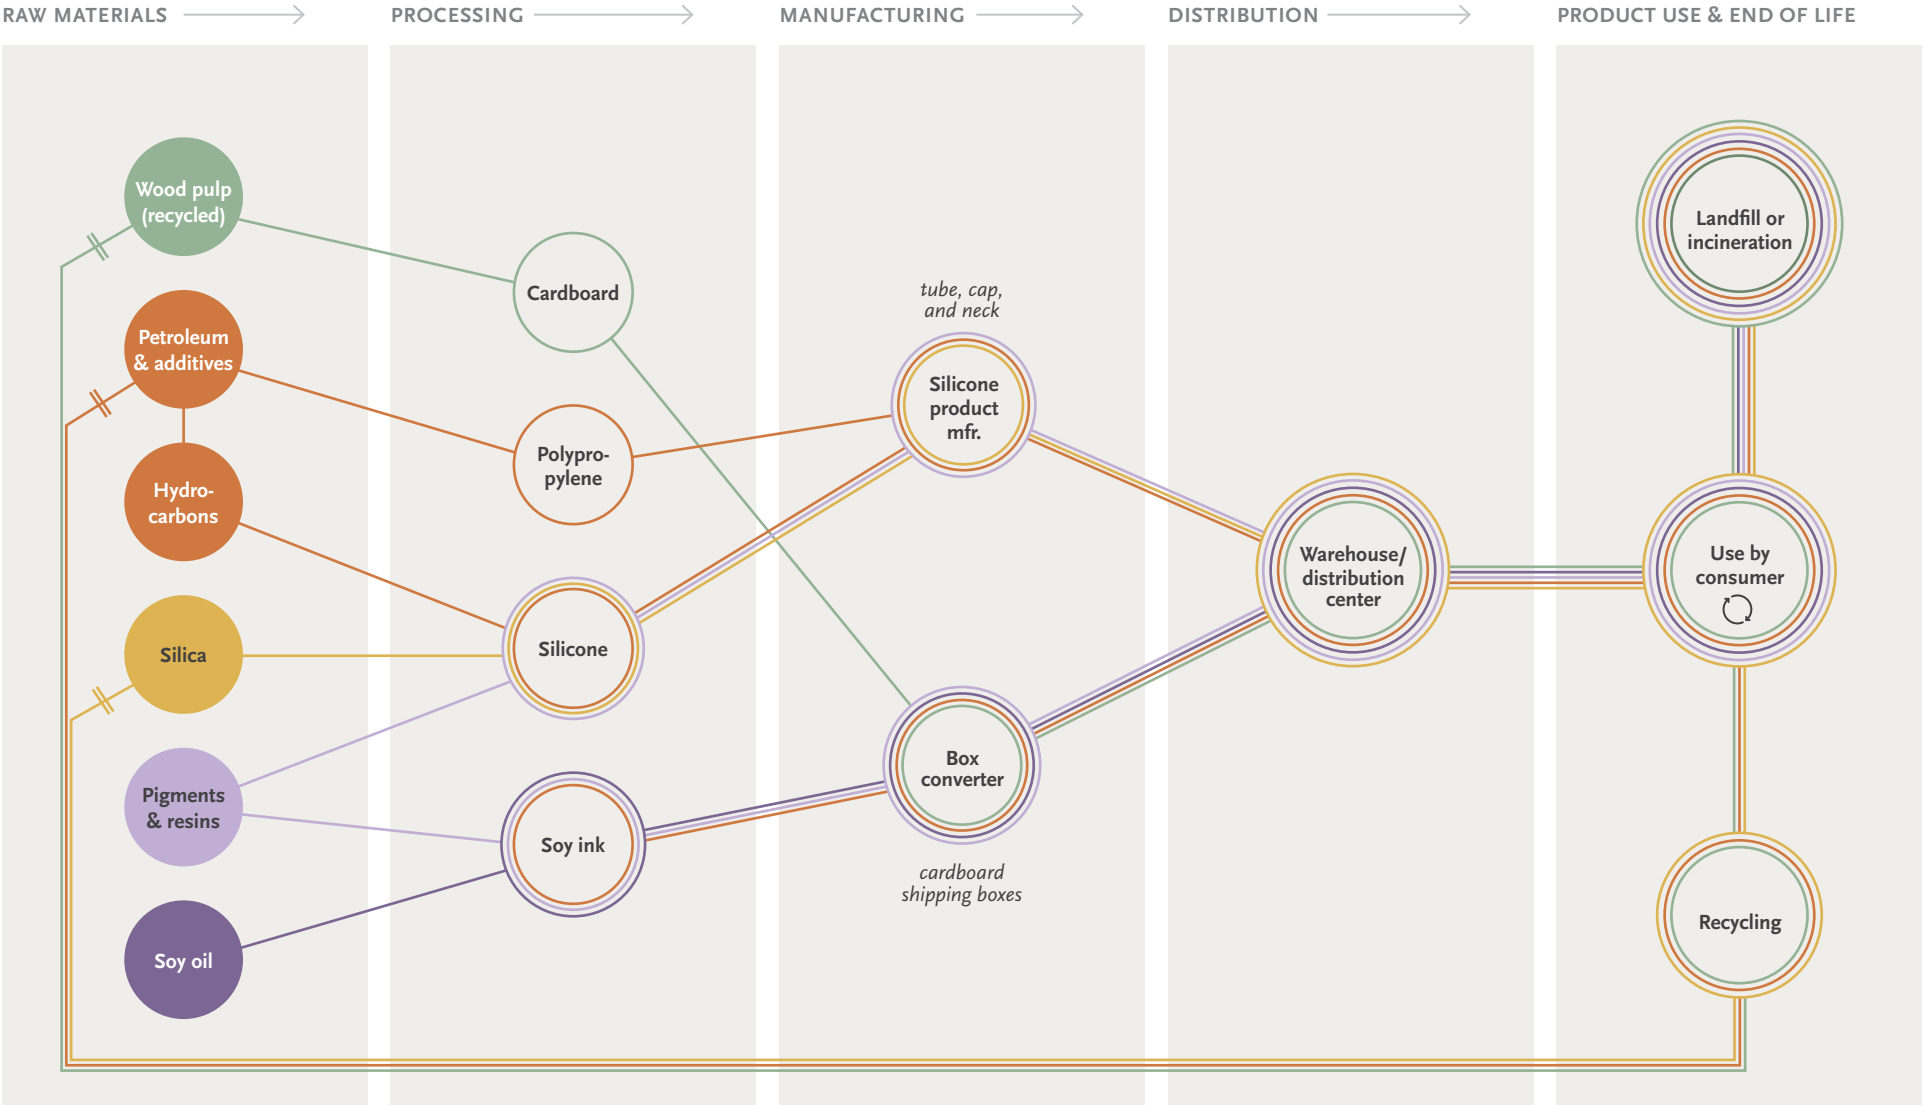 RAW MATERIALS
PROCESSING
MANUFACTURING
DISTRIBUTION
PRODUCT USE & END OF LIFE
Wood pulp
(recycled)
Petroleum
& additives
Hydro-
carbons
Silica
Pigments
& resins
Soy oil
Cardboard
Polypro-
pylene
Silicone
Soy ink
tube, cap,
and neck
Silicone
product
mfr.
Box
converter
cardboard
shipping boxes
Warehouse/
distribution
center
Landfill or
incineration
Use by
consumer
Recycling